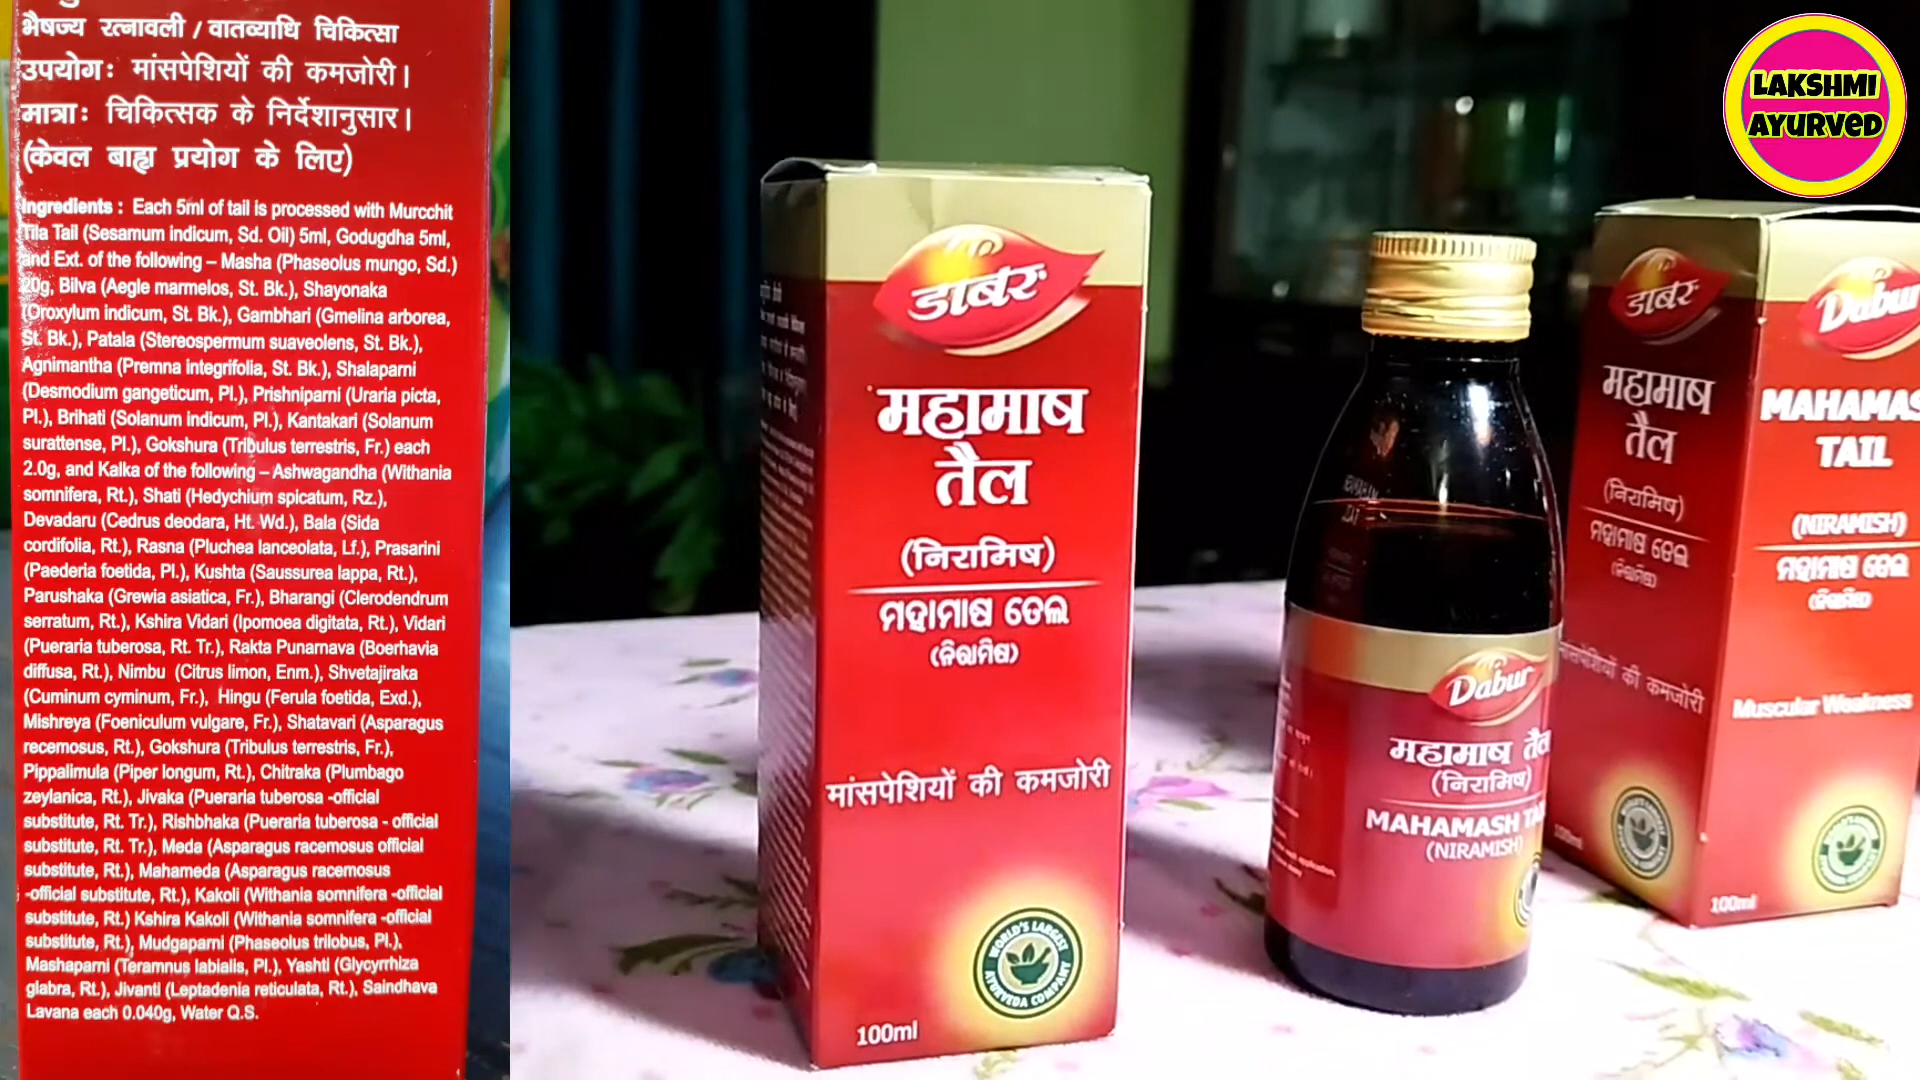 भैषज्य रत्नावली / वातव्याधि चिकित्सा
उपयोग: मांसपेशियों की कमजोरी।
मात्रा: चिकित्सक के निर्देशानुसार।
(केवल बाह्य प्रयोग के लिए)
Ingredients : Each 5ml of tail is processed with Murcchit
Tila Tail (Sesamum indicum, Sd. Oil) 5ml, Godugdha 5ml,
and Ext. of the following – Masha (Phaseolus mungo, Sd.)
20g, Bilva (Aegle marmelos, St. Bk.), Shayonaka
(Oroxylum indicum, St. Bk.), Gambhari (Gmelina arborea,
St. Bk.), Patala (Stereospermum suaveolens, St. Bk.),
Agnimantha (Premna integrifolia, St. Bk.), Shalaparni
(Desmodium gangeticum, Pl.), Prishniparni (Uraria picta,
Pl.), Brihati (Solanum indicum, Pl.), Kantakari (Solanum
surattense, Pl.), Gokshura (Tribulus terrestris, Fr.) each
2.0g, and Kalka of the following – Ashwagandha (Withania
somnifera, Rt.), Shati (Hedychium spicatum, Rz.),
Devadaru (Cedrus deodara, Ht. Wd.), Bala (Sida
cordifolia, Rt.), Rasna (Pluchea lanceolata, Lf.), Prasarini
(Paederia foetida, Pl.), Kushta (Saussurea lappa, Rt.),
Parushaka (Grewia asiatica, Fr.), Bharangi (Clerodendrum
serratum, Rt.), Kshira Vidari (Ipomoea digitata, Rt.), Vidari
(Pueraria tuberosa, Rt. Tr.), Rakta Punarnava (Boerhavia
diffusa, Rt.), Nimbu (Citrus limon, Enm.), Shvetajiraka
(Cuminum cyminum, Fr.), Hingu (Ferula foetida, Exd.),
Mishreya (Foeniculum vulgare, Fr.), Shatavari (Asparagus
recemosus, Rt.), Gokshura (Tribulus terrestris, Fr.),
Pippalimula (Piper longum, Rt.), Chitraka (Plumbago
zeylanica, Rt.), Jivaka (Pueraria tuberosa -official
substitute, Rt. Tr.), Rishbhaka (Pueraria tuberosa - official
substitute, Rt. Tr.), Meda (Asparagus racemosus official
substitute, Rt.), Mahameda (Asparagus racemosus
-official substitute, Rt.), Kakoli (Withania somnifera -official
substitute, Rt.) Kshira Kakoli (Withania somnifera -official
substitute, Rt.), Mudgaparni (Phaseolus trilobus, Pl.),
Mashaparni (Teramnus labialis, Pl.), Yashti (Glycyrrhiza
glabra, Rt.), Jivanti (Leptadenia reticulata, Rt.), Saindhava
Lavana each 0.040g, Water Q.S.
डाबर
महामाष
तैल
(निरामिष)
ମହାମାଷ ତେଲ
(ନିରାମିଷ)
मांसपेशियों की कमजोरी
WORLD'S LARGEST
AYURVEDA COMPANY
100ml
Dabur
महामाष तैल
(निरामिष)
MAHAMASH TAIL
(NIRAMISH)
डाबर
महामाष
तैल
(निरामिष)
ମହାମାଷ ତେଲ
(ନିରାମିଷ)
मांसपेशियों की कमजोरी
100ml
Dabur
MAHAMAS
TAIL
(NIRAMISH)
ମହାମାଷ ତେଲ
(ନିରାମିଷ)
Muscular Weakness
100ml
LAKSHMI
AYURVED